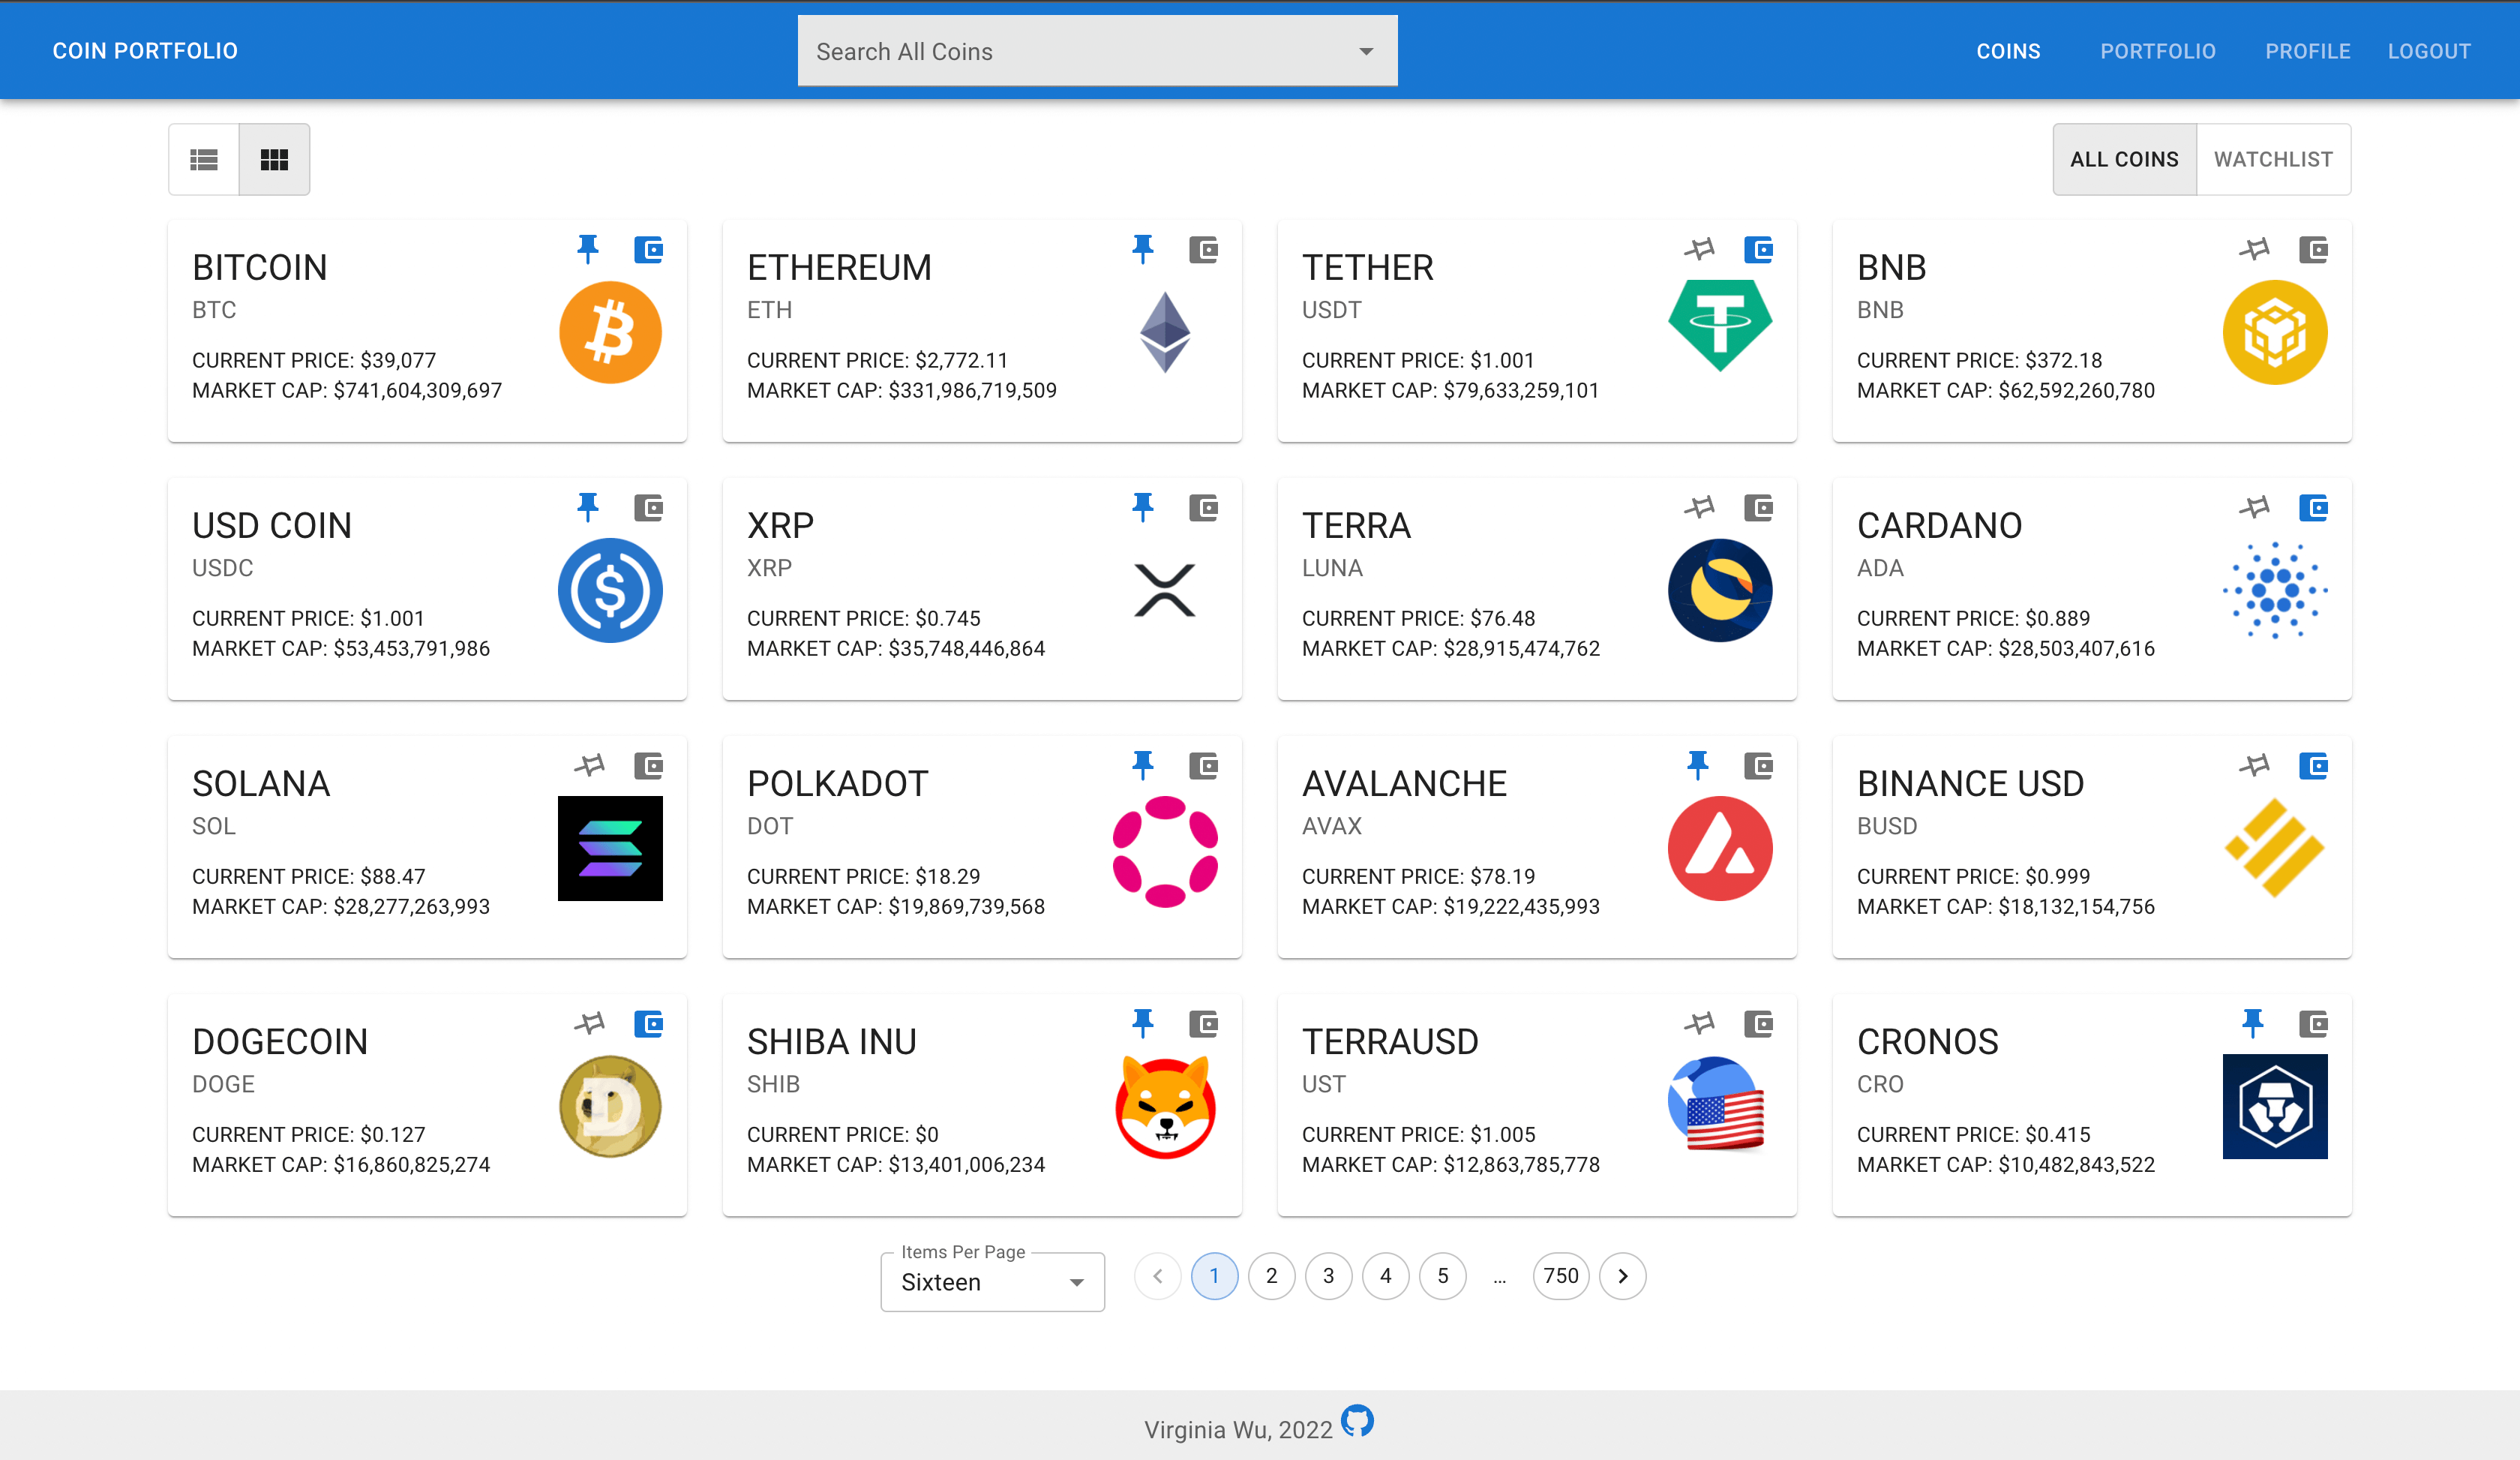 COIN PORTFOLIO
Search All Coins
COINS
PORTFOLIO
PROFILE
LOGOUT
ALL COINS
WATCHLIST
BITCOIN
BTC
CURRENT PRICE: $39,077
MARKET CAP: $741,604,309,697
ETHEREUM
ETH
CURRENT PRICE: $2,772.11
MARKET CAP: $331,986,719,509
TETHER
USDT
CURRENT PRICE: $1.001
MARKET CAP: $79,633,259,101
BNB
BNB
CURRENT PRICE: $372.18
MARKET CAP: $62,592,260,780
USD COIN
USDC
CURRENT PRICE: $1.001
MARKET CAP: $53,453,791,986
XRP
XRP
CURRENT PRICE: $0.745
MARKET CAP: $35,748,446,864
TERRA
LUNA
CURRENT PRICE: $76.48
MARKET CAP: $28,915,474,762
CARDANO
ADA
CURRENT PRICE: $0.889
MARKET CAP: $28,503,407,616
SOLANA
SOL
CURRENT PRICE: $88.47
MARKET CAP: $28,277,263,993
POLKADOT
DOT
CURRENT PRICE: $18.29
MARKET CAP: $19,869,739,568
AVALANCHE
AVAX
CURRENT PRICE: $78.19
MARKET CAP: $19,222,435,993
BINANCE USD
BUSD
CURRENT PRICE: $0.999
MARKET CAP: $18,132,154,756
DOGECOIN
DOGE
CURRENT PRICE: $0.127
MARKET CAP: $16,860,825,274
SHIBA INU
SHIB
CURRENT PRICE: $0
MARKET CAP: $13,401,006,234
TERRAUSD
UST
CURRENT PRICE: $1.005
MARKET CAP: $12,863,785,778
CRONOS
CRO
CURRENT PRICE: $0.415
MARKET CAP: $10,482,843,522
Items Per Page
Sixteen
1 2 3 4 5 ... 750
Virginia Wu, 2022